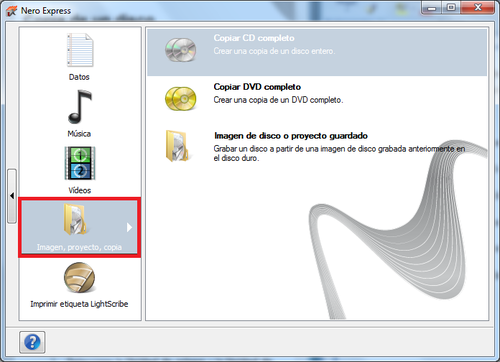 Nero Express
Datos
Música
Vídeos
Imagen, proyecto, copia
Imprimir etiqueta LightScribe
Copiar CD completo
Crear una copia de un disco entero.
Copiar DVD completo
Crear una copia de un DVD completo.
Imagen de disco o proyecto guardado
Grabar un disco a partir de una imagen de disco grabada anteriormente en
el disco duro.